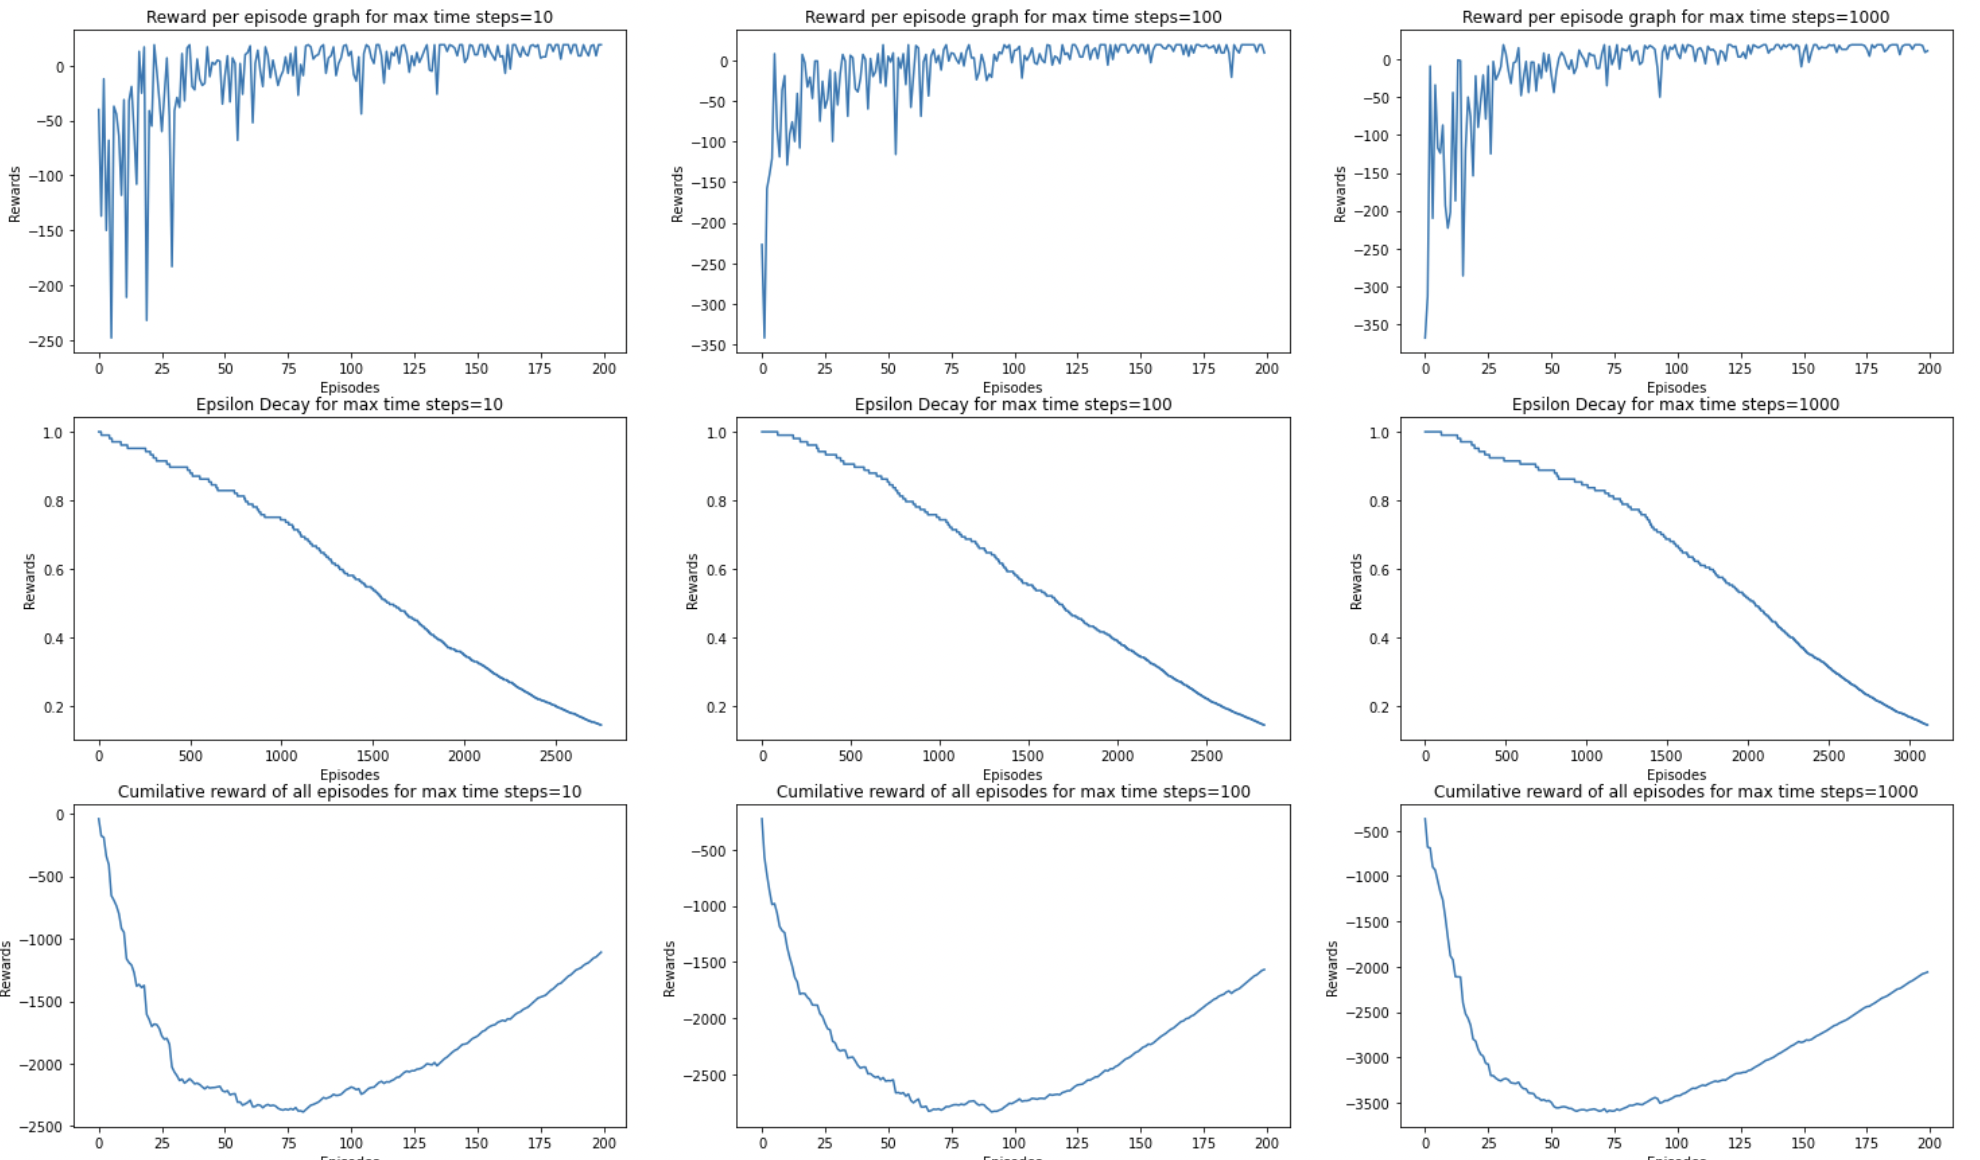 Reward per episode graph for max time steps=10
0
−50
−100
−150
−200
−250
Rewards
0 25 50 75 100 125 150 175 200
Episodes
Reward per episode graph for max time steps=100
0
−50
−100
−150
−200
−250
−300
−350
Rewards
0 25 50 75 100 125 150 175 200
Episodes
Reward per episode graph for max time steps=1000
0
−50
−100
−150
−200
−250
−300
−350
Rewards
0 25 50 75 100 125 150 175 200
Episodes
Epsilon Decay for max time steps=10
1.0
0.8
0.6
0.4
0.2
Rewards
0 500 1000 1500 2000 2500
Episodes
Epsilon Decay for max time steps=100
1.0
0.8
0.6
0.4
0.2
Rewards
0 500 1000 1500 2000 2500
Episodes
Epsilon Decay for max time steps=1000
1.0
0.8
0.6
0.4
0.2
Rewards
0 500 1000 1500 2000 2500 3000
Episodes
Cumilative reward of all episodes for max time steps=10
0
−500
−1000
−1500
−2000
−2500
Rewards
0 25 50 75 100 125 150 175 200
Episodes
Cumilative reward of all episodes for max time steps=100
−500
−1000
−1500
−2000
−2500
Rewards
0 25 50 75 100 125 150 175 200
Episodes
Cumilative reward of all episodes for max time steps=1000
−500
−1000
−1500
−2000
−2500
−3000
−3500
Rewards
0 25 50 75 100 125 150 175 200
Episodes